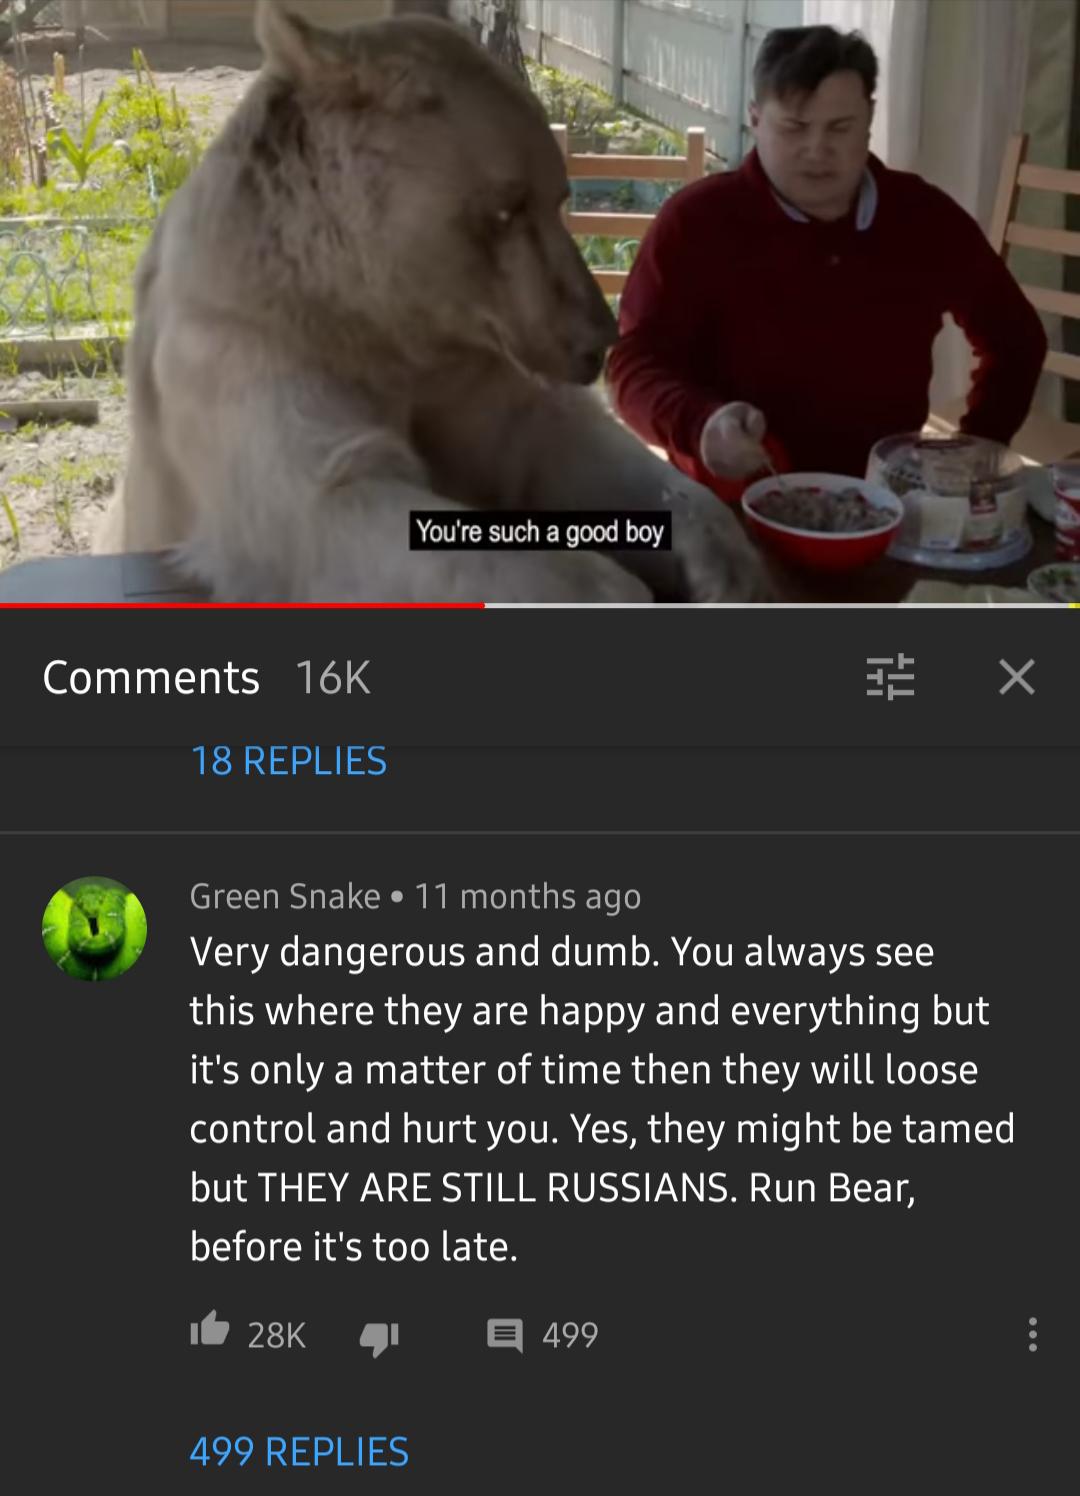 You're such a good boy
Comments 16K
18 REPLIES
Green Snake • 11 months ago
Very dangerous and dumb. You always see
this where they are happy and everything but
it's only a matter of time then they will loose
control and hurt you. Yes, they might be tamed
but THEY ARE STILL RUSSIANS. Run Bear,
before it's too late.
28K 499
499 REPLIES